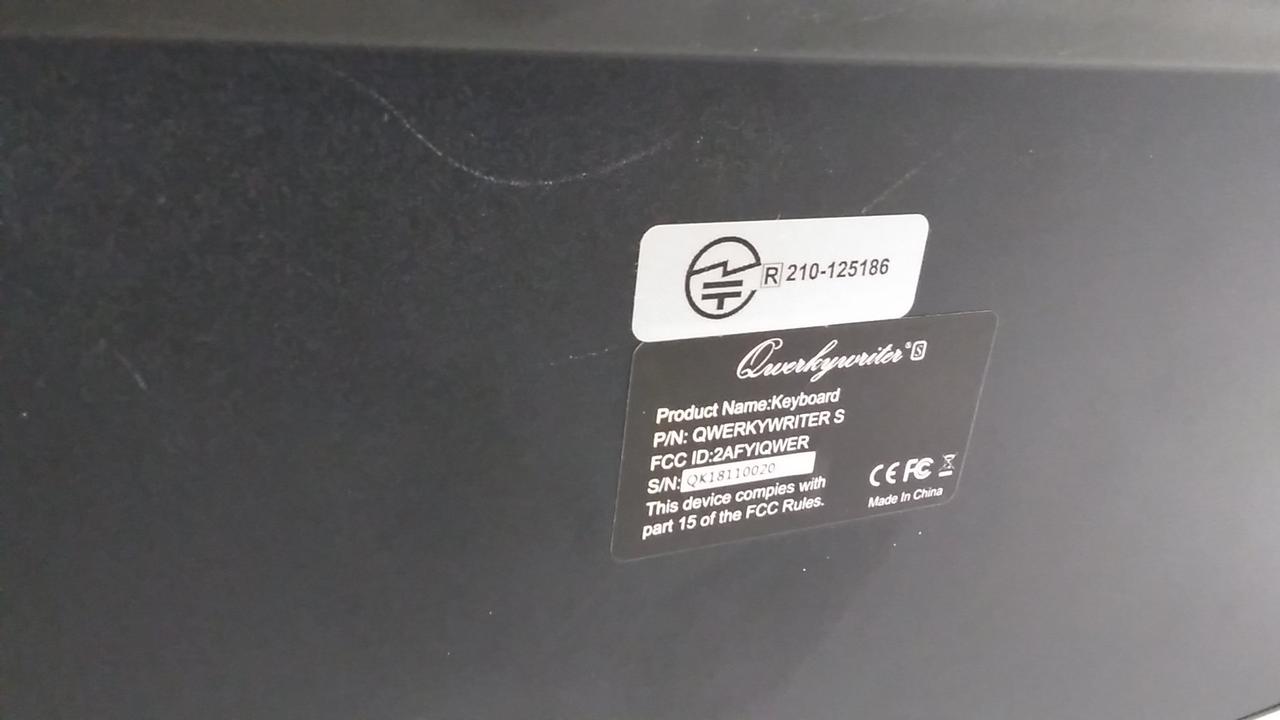 R 210-125186
Qwerkywriter® S
Product Name:Keyboard
P/N: QWERKYWRITER S
FCC ID:2AFYIQWER
S/N:QK18110020
This device compies with
part 15 of the FCC Rules.
CE FC
Made In China